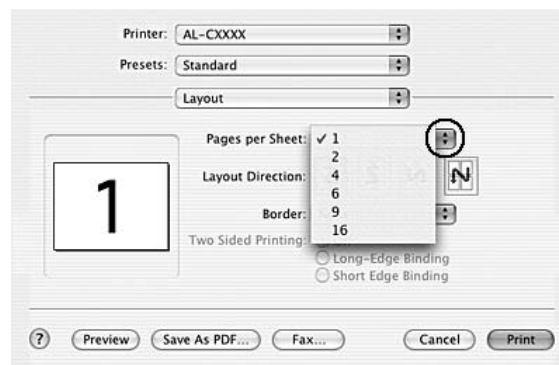 Printer: AL-CXXXX
Presets: Standard
Layout
Pages per Sheet: ✓ 1
2
4
6
9
16
Layout Direction:
Border:
Two Sided Printing:
Long-Edge Binding
Short Edge Binding
1
? Preview Save As PDF... Fax... Cancel Print